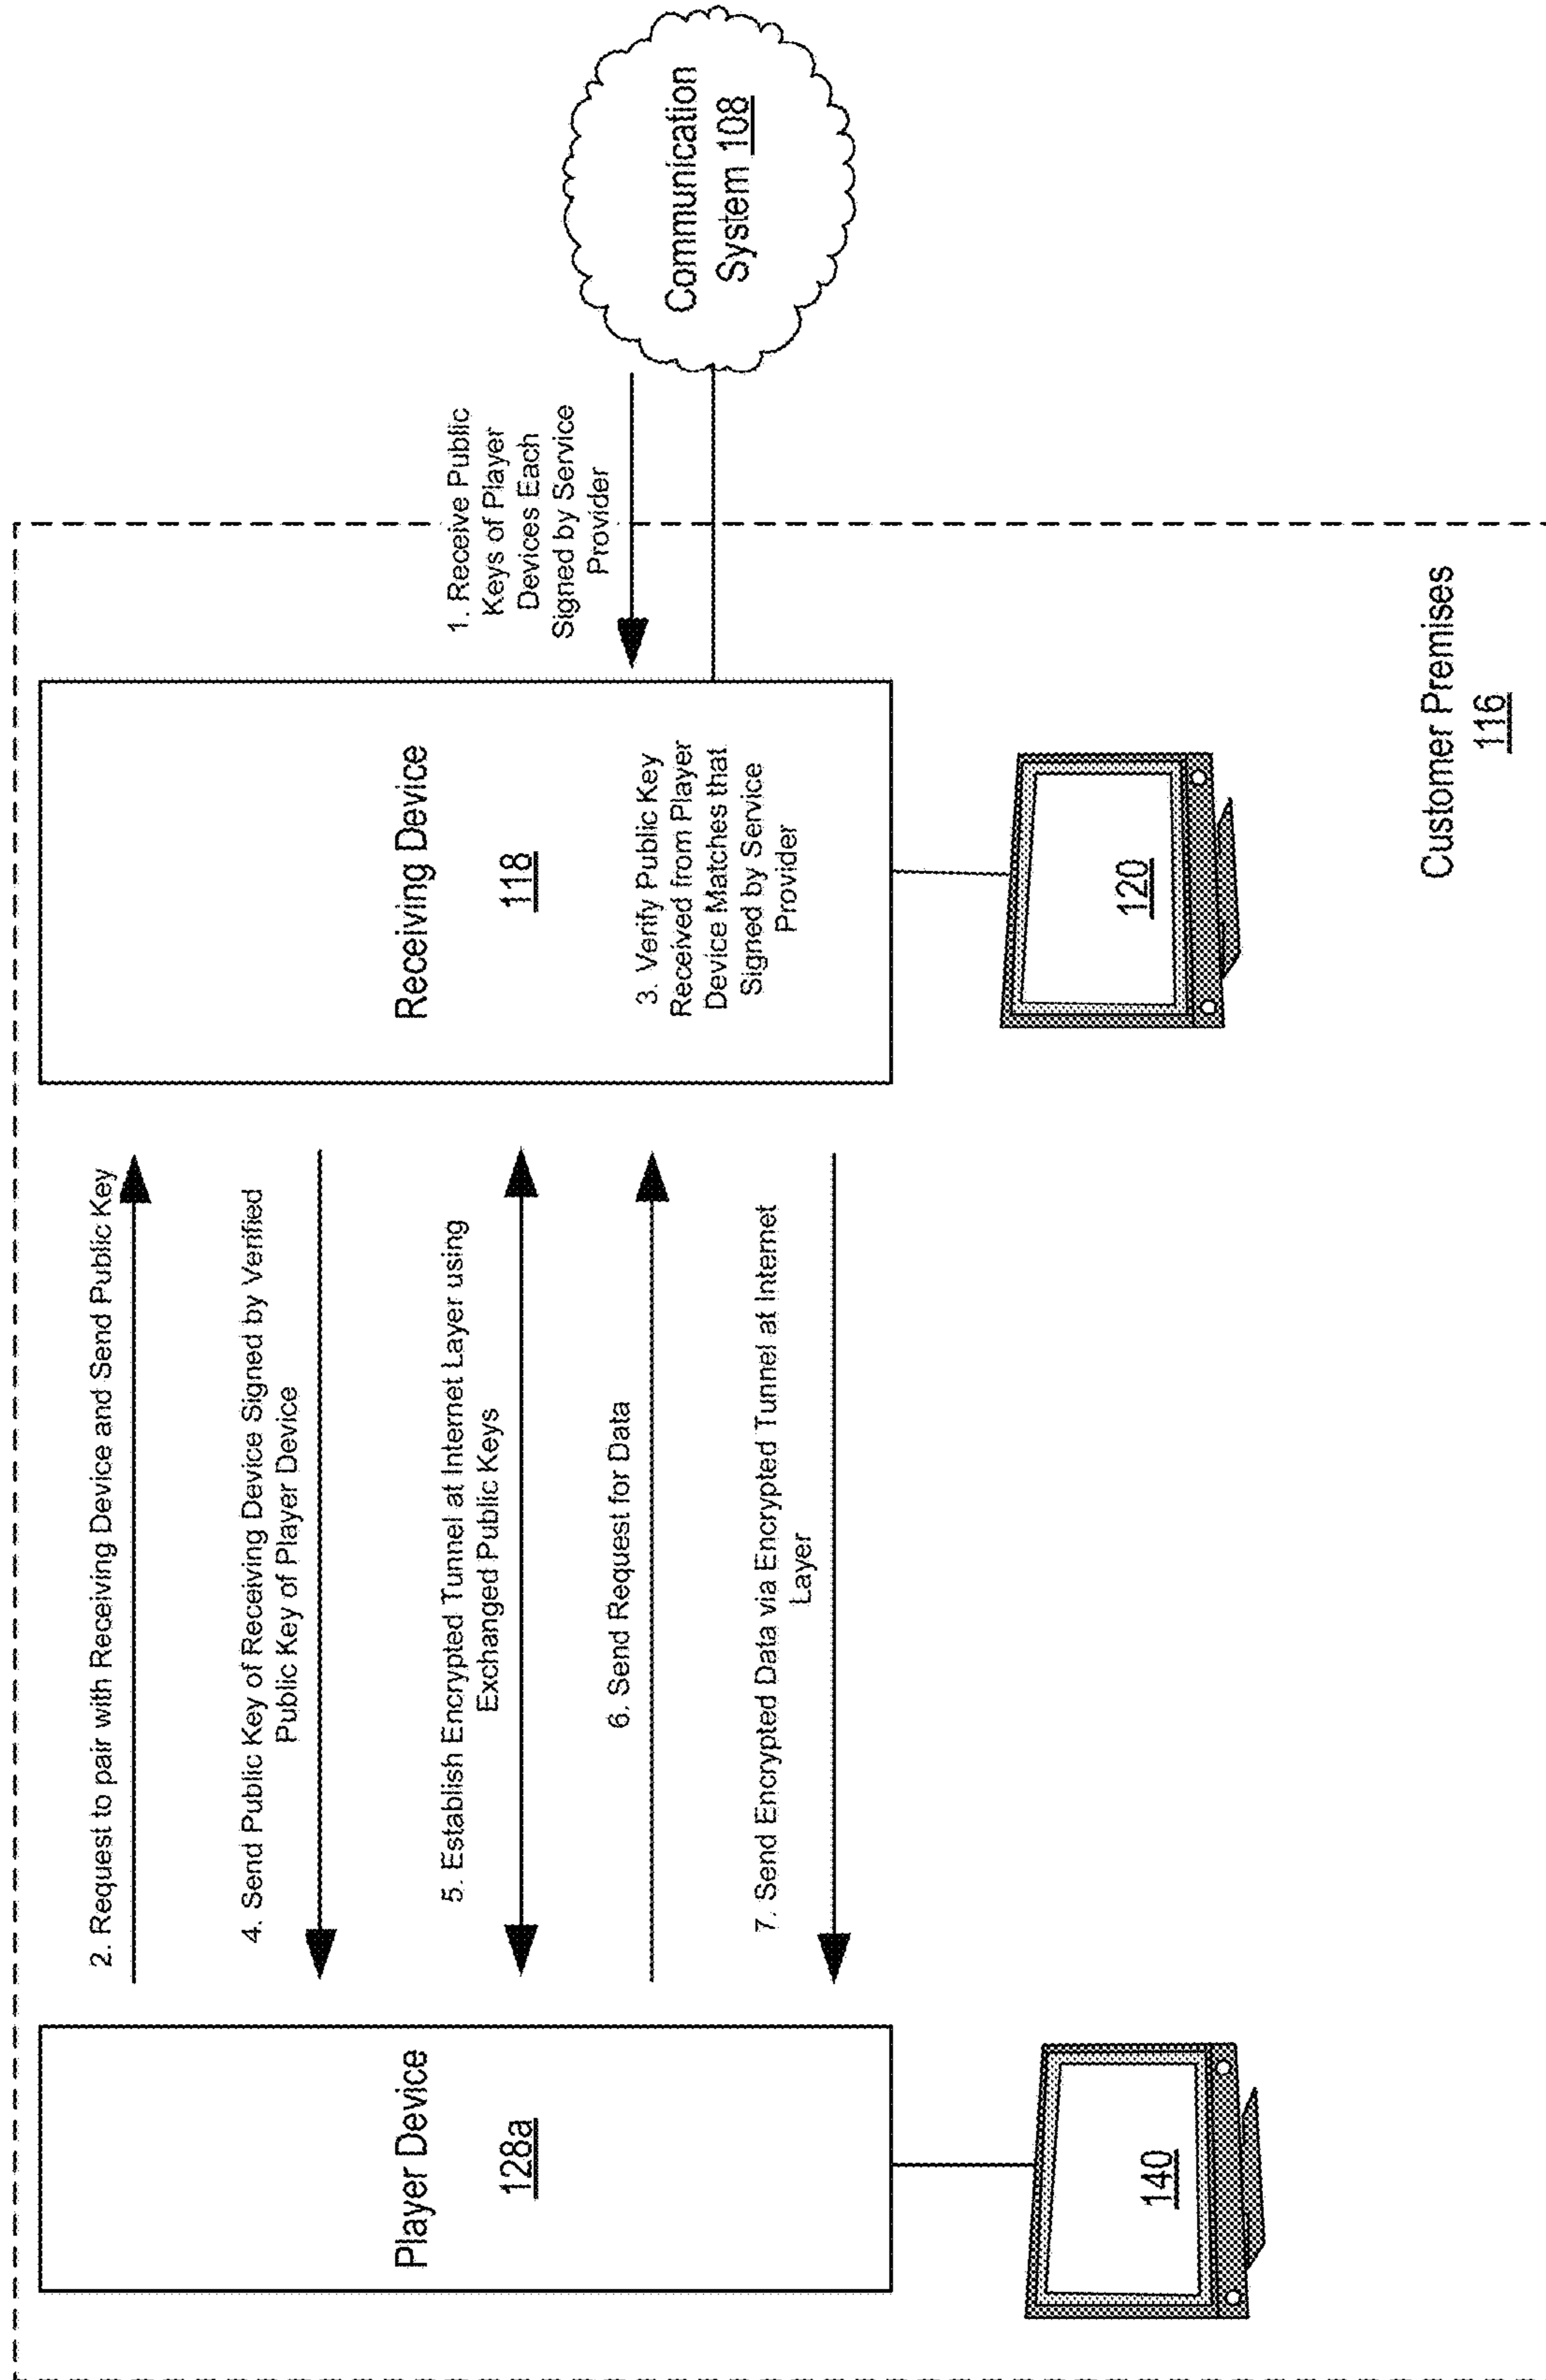 2. Request to pair with Receiving Device and Send Public Key
4. Send Public Key of Receiving Device Signed by Verified
Public Key of Player Device
5. Establish Encrypted Tunnel at Internet Layer using
Exchanged Public Keys
6. Send Request for Data
7. Send Encrypted Data via Encrypted Tunnel at Internet
Layer
Player Device
128a
140
Receiving Device
118
3. Verify Public Key
Received from Player
Device Matches that
Signed by Service
Provider
120
1. Receive Public
Keys of Player
Devices Each
Signed by Service
Provider
Communication
System 108
Customer Premises
116